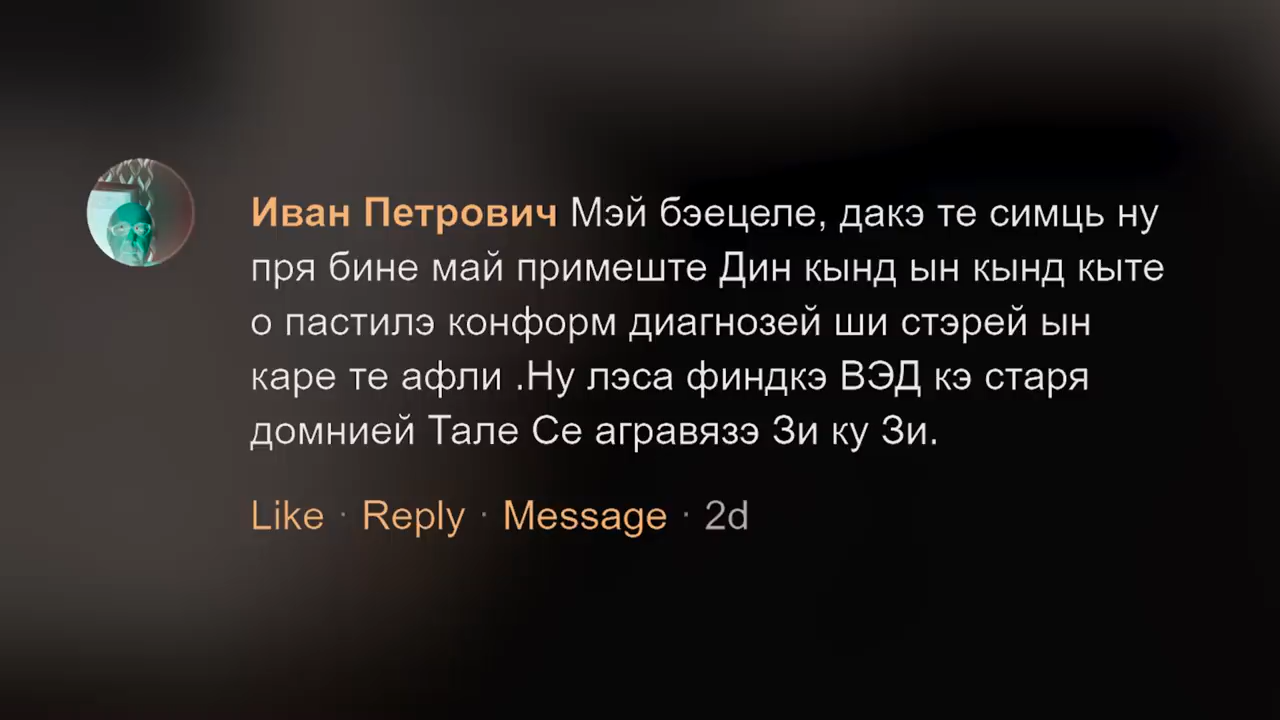 Иван Петрович Мэй бэецеле, дакэ те симць ну
пря бине май примеште Дин кынд ын кынд кыте
о пастилэ конформ диагнозей ши стэрей ын
каре те афли .Ну лэса финдкэ ВЭД кэ старя
домнией Тале Се агравязэ Зи ку Зи.
Like · Reply · Message · 2d